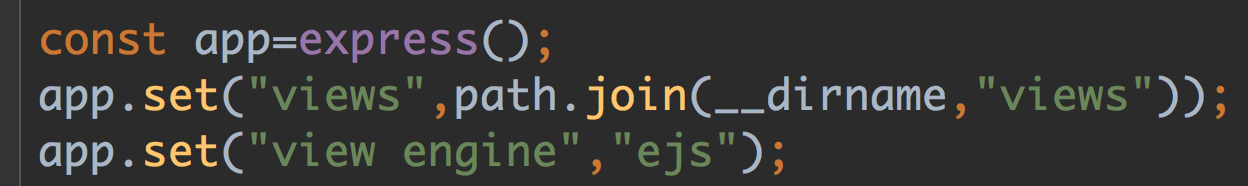 const app=express();
app.set("views",path.join(__dirname,"views"));
app.set("view engine","ejs");